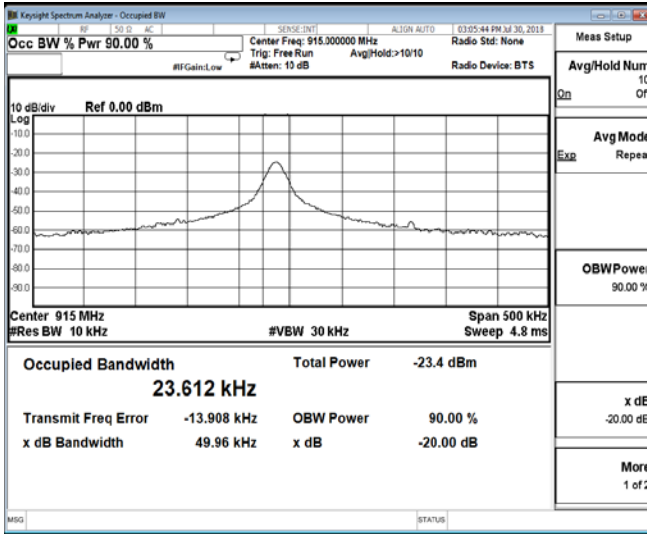 Keysight Spectrum Analyzer - Occupied BW
RF 50 Ω AC SENSE:INT ALIGN AUTO 03:05:44 PM Jul 30, 2018
Occ BW % Pwr 90.00 % Center Freq: 915.000000 MHz Radio Std: None
Trig: Free Run Avg|Hold:>10/10
#IFGain:Low #Atten: 10 dB Radio Device: BTS
10 dB/div Ref 0.00 dBm
Log
-10.0
-20.0
-30.0
-40.0
-50.0
-60.0
-70.0
-80.0
-90.0
Center 915 MHz Span 500 kHz
#Res BW 10 kHz #VBW 30 kHz Sweep 4.8 ms
Occupied Bandwidth Total Power -23.4 dBm
23.612 kHz
Transmit Freq Error -13.908 kHz OBW Power 90.00 %
x dB Bandwidth 49.96 kHz x dB -20.00 dB
MSG STATUS
Meas Setup
Avg/Hold Num
10
On Of
Avg Mode
Exp Repea
OBW Power
90.00 %
x dB
-20.00 dB
More
1 of 2